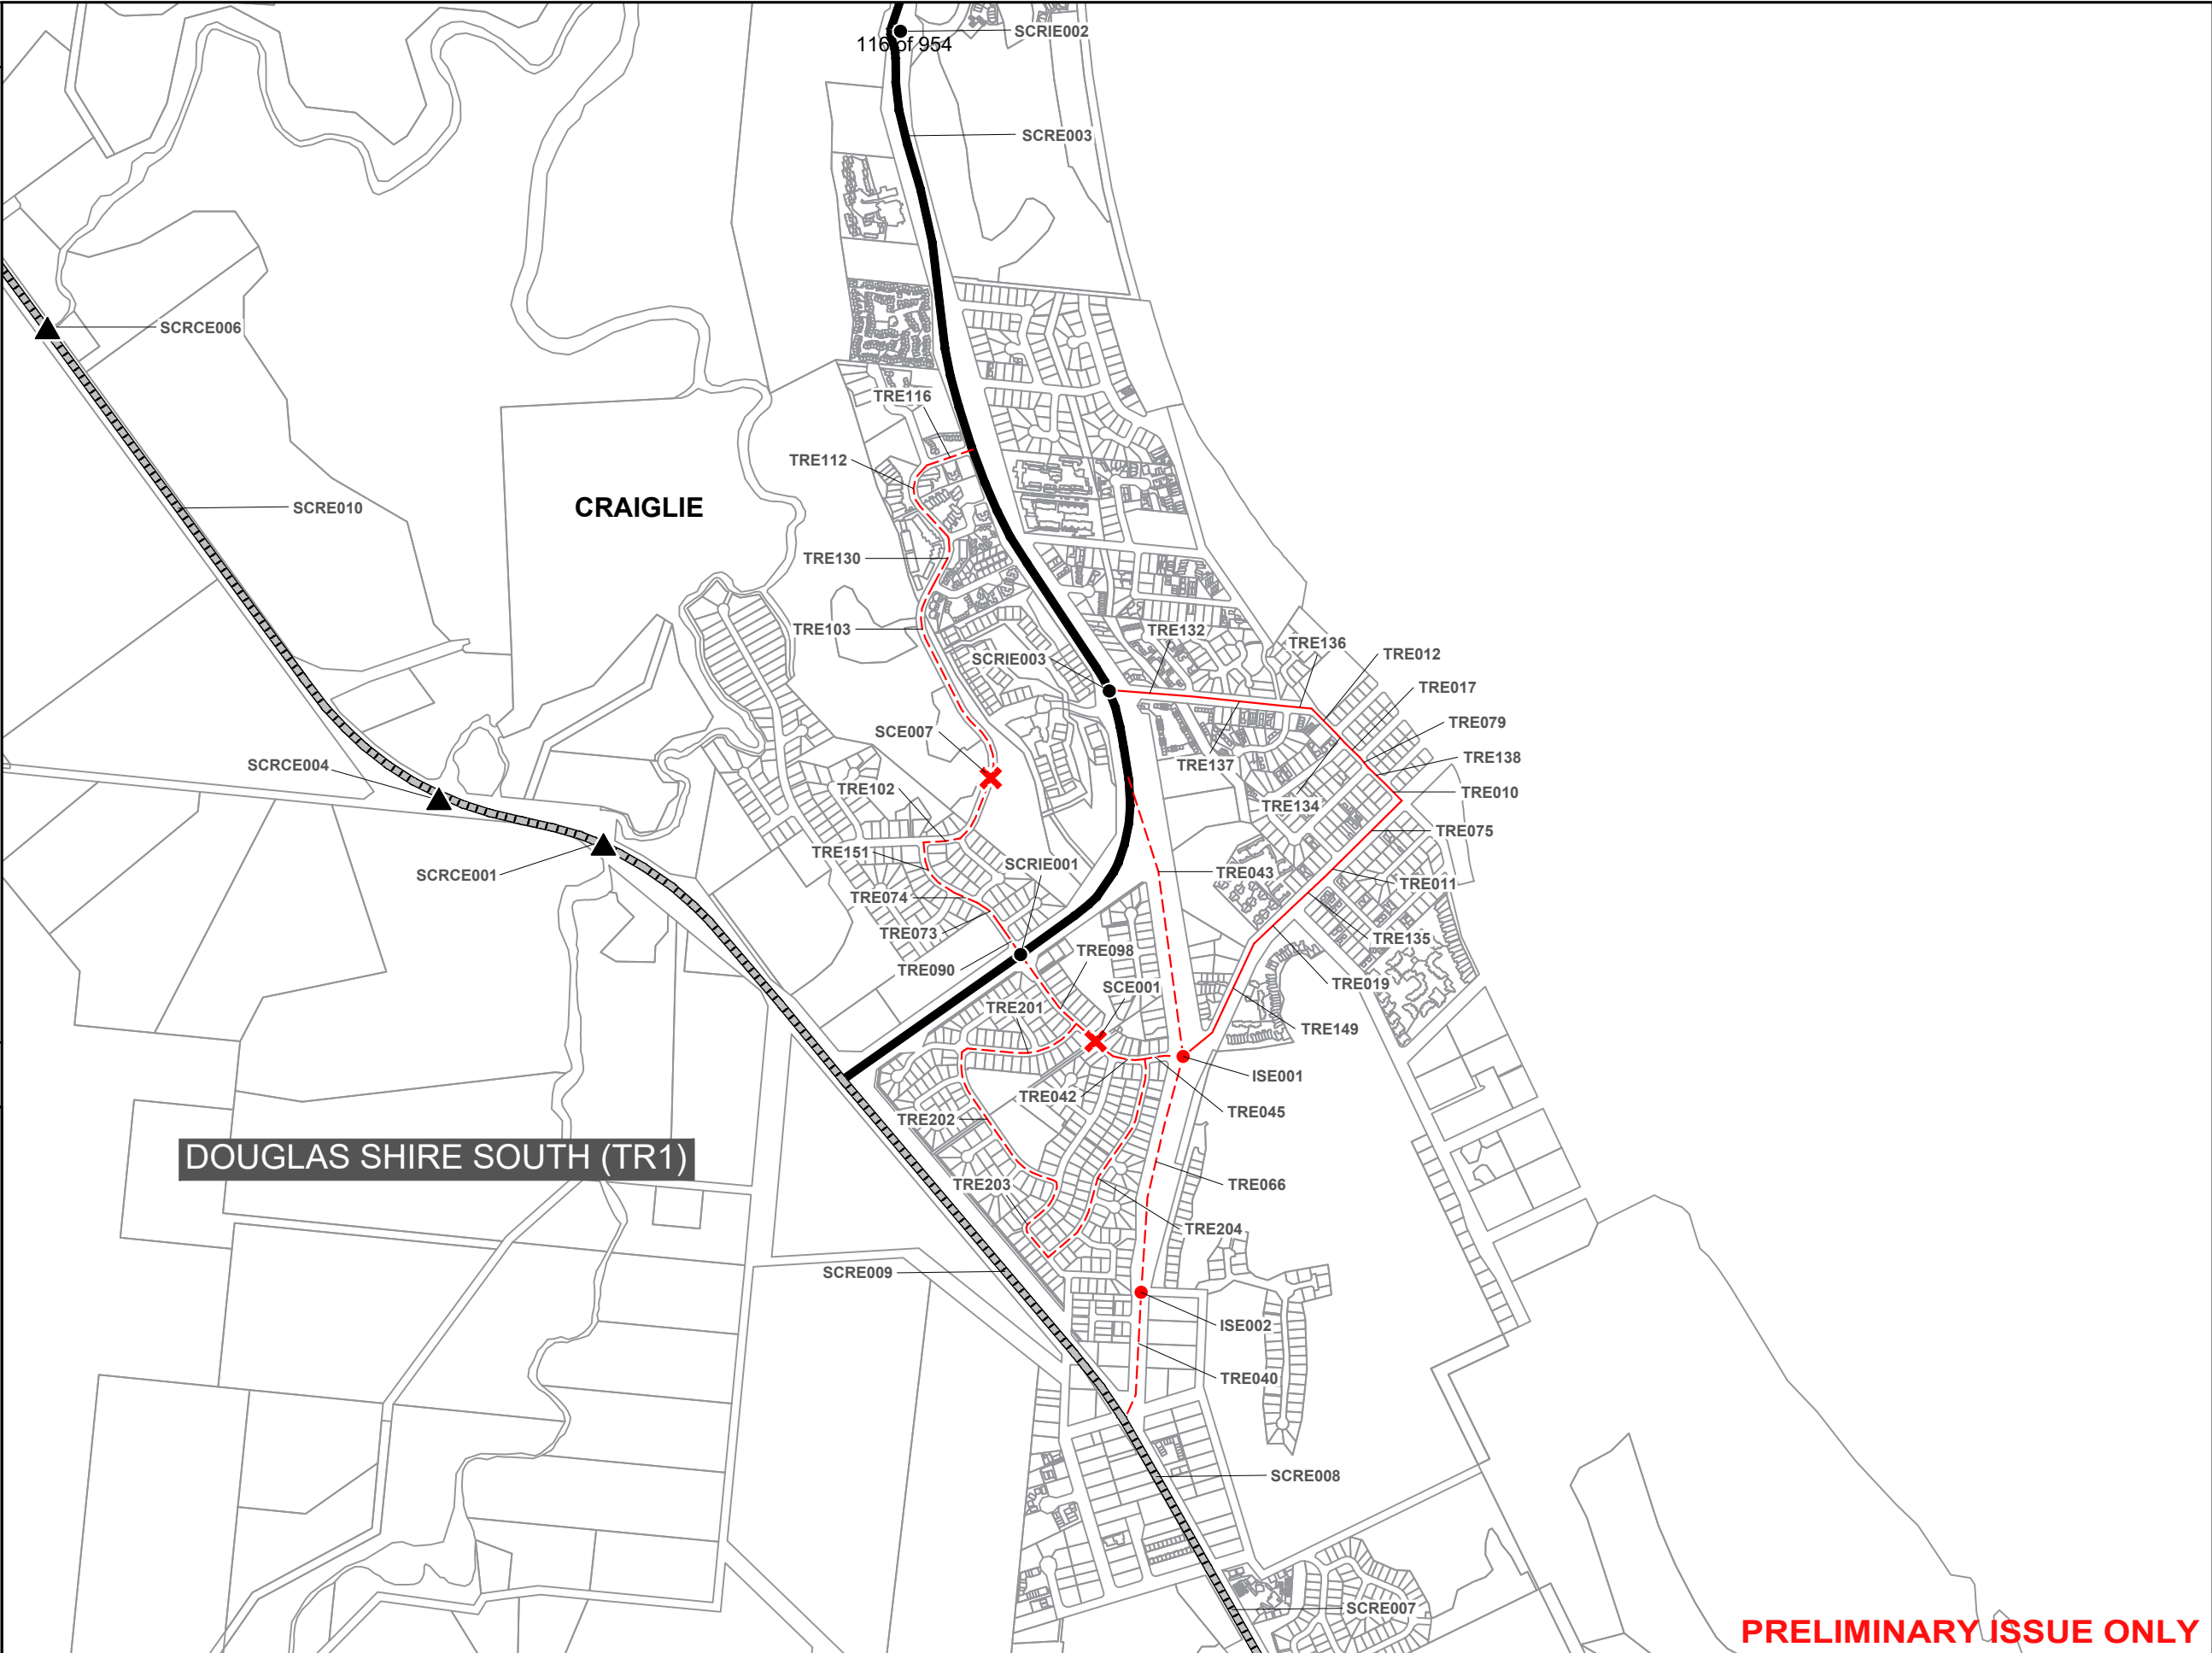 SCRIE002
116 of 954
SCRE003
SCRCE006
TRE116
TRE112
SCRE010
CRAIGLIE
TRE130
TRE103
TRE132
TRE136
TRE012
SCRIE003
TRE017
TRE079
SCE007
TRE138
SCRCE004
TRE137
TRE102
TRE010
TRE134
TRE075
TRE151
SCRIE001
SCRCE001
TRE043
TRE011
TRE074
TRE073
TRE135
TRE098
TRE090
SCE001
TRE019
TRE201
TRE149
ISE001
TRE042
TRE045
TRE202
DOUGLAS SHIRE SOUTH (TR1)
TRE203
TRE066
TRE204
SCRE009
ISE002
TRE040
SCRE008
SCRE007
PRELIMINARY ISSUE ONLY